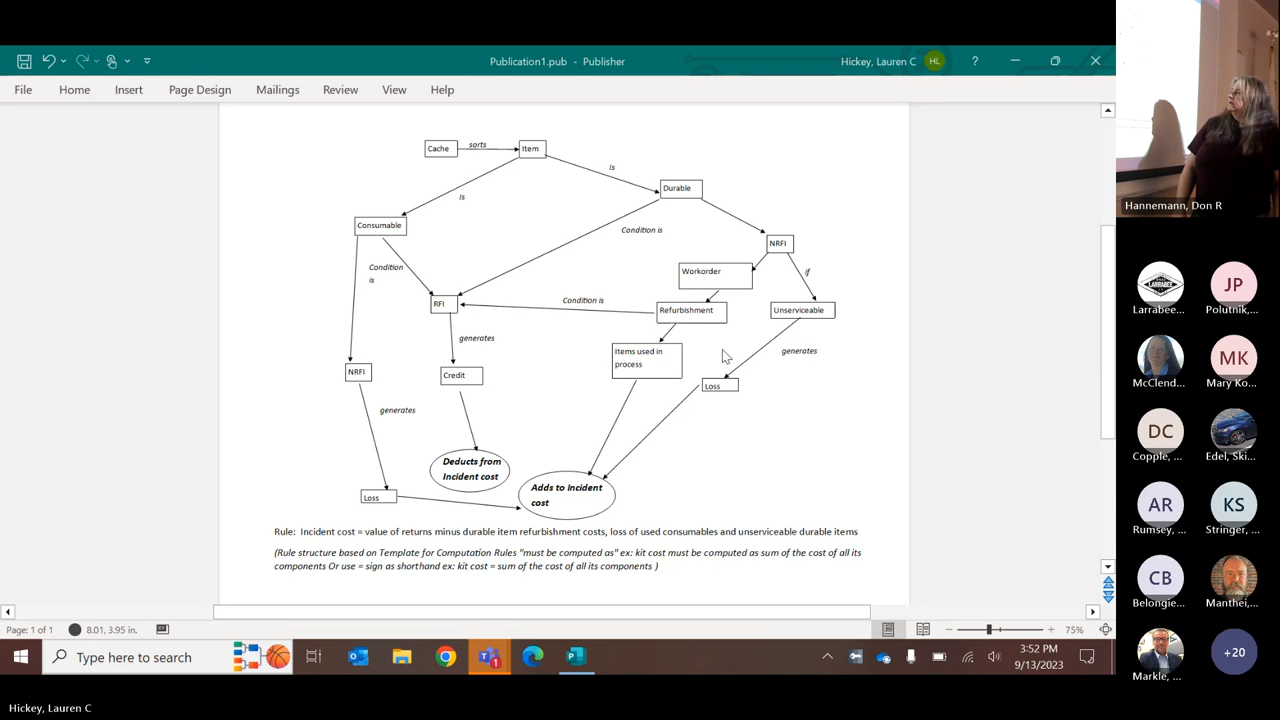 Publication1.pub - Publisher
Hickey, Lauren C
HL
?
File
Home
Insert
Page Design
Mailings
Review
View
Help
Hannemann, Don R
Cache
sorts
Item
is
is
Durable
Consumable
Condition is
NRFI
Condition
is
Workorder
if
RFI
Condition is
Refurbishment
Unserviceable
generates
Items used in
process
generates
NRFI
Credit
Loss
generates
Deducts from
Incident cost
Adds to Incident
cost
Loss
Rule: Incident cost = value of returns minus durable item refurbishment costs, loss of used consumables and unserviceable durable items
(Rule structure based on Template for Computation Rules "must be computed as" ex: kit cost must be computed as sum of the cost of all its
components Or use = sign as shorthand ex: kit cost = sum of the cost of all its components )
LARRABEE
Larrabee...
JP
Polutnik, ...
McClend...
MK
Mary Ko...
DC
Copple, ...
Edel, Ski...
AR
Rumsey, ...
KS
Stringer, ...
CB
Belongie...
Manthei, ...
Markle, ...
+20
Page: 1 of 1
8.01, 3.95 in.
75%
Type here to search
1
3:52 PM
9/13/2023
Hickey, Lauren C